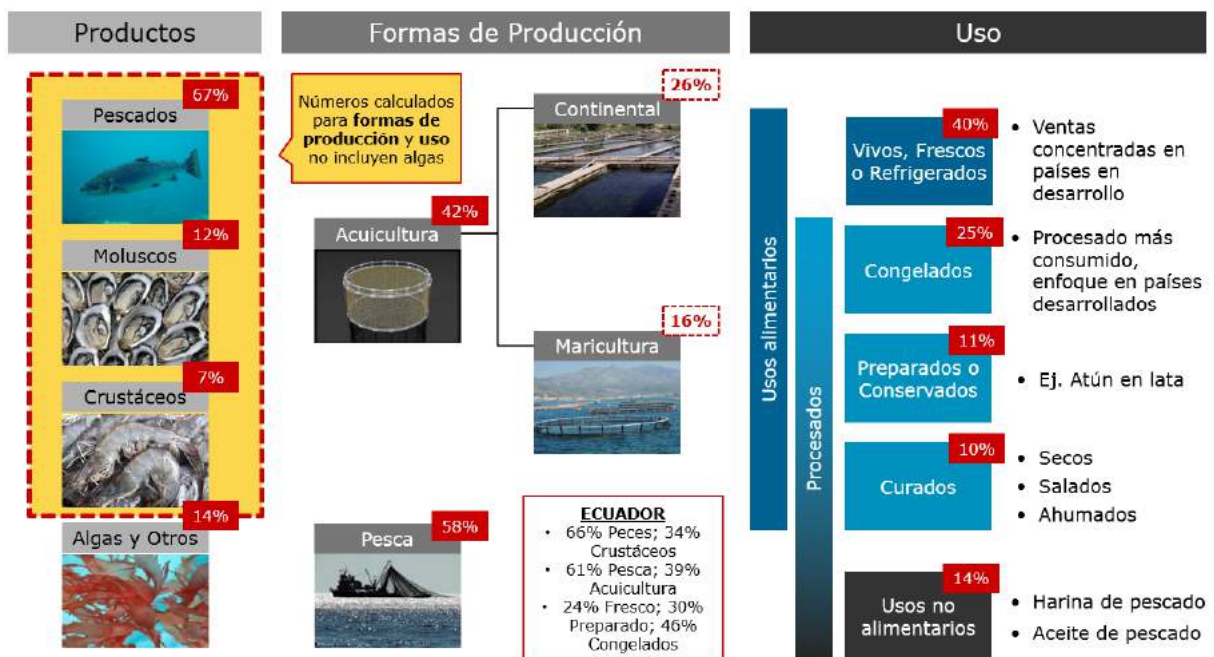 Productos
67%
Pescados
12%
Moluscos
7%
Crustáceos
14%
Algas y Otros
Formas de Producción
Números calculados
para formas de
producción y uso
no incluyen algas
42%
Acuicultura
26%
Continental
16%
Maricultura
58%
Pesca
ECUADOR
• 66% Peces; 34%
Crustáceos
• 61% Pesca; 39%
Acuicultura
• 24% Fresco; 30%
Preparado; 46%
Congelados
Uso
Usos alimentarios
Procesados
40%
Vivos, Frescos
o Refrigerados
• Ventas
concentradas en
países en
desarrollo
25%
Congelados
• Procesado más
consumido,
enfoque en países
desarrollados
11%
Preparados o
Conservados
• Ej. Atún en lata
10%
Curados
• Secos
• Salados
• Ahumados
14%
Usos no
alimentarios
• Harina de pescado
• Aceite de pescado